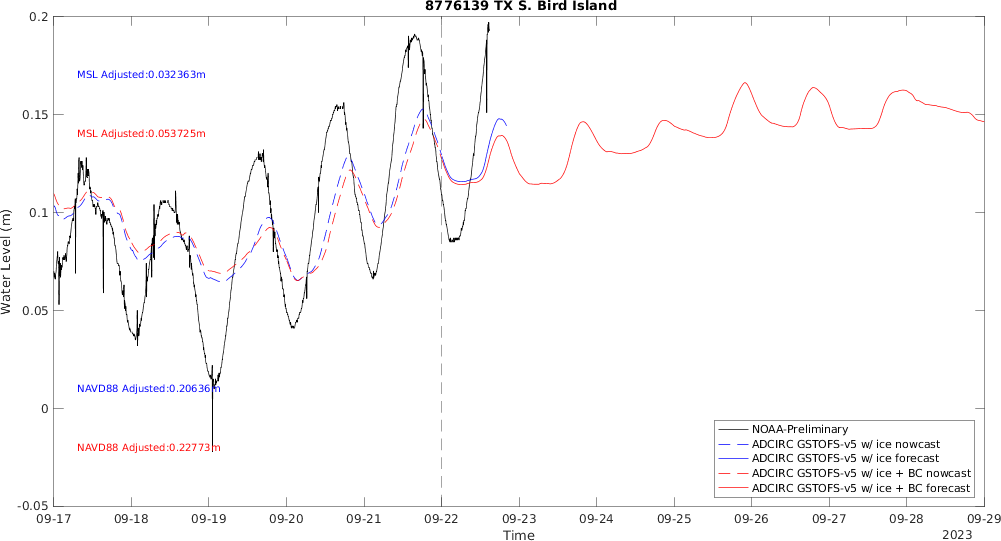 8776139 TX S. Bird Island
0.2
0.15
0.1
0.05
0
-0.05
Water Level (m)
MSL Adjusted:0.032363m
MSL Adjusted:0.053725m
NAVD88 Adjusted:0.20636m
NAVD88 Adjusted:0.22773m
NOAA-Preliminary
ADCIRC GSTOFS-v5 w/ ice nowcast
ADCIRC GSTOFS-v5 w/ ice forecast
ADCIRC GSTOFS-v5 w/ ice + BC nowcast
ADCIRC GSTOFS-v5 w/ ice + BC forecast
09-17 09-18 09-19 09-20 09-21 09-22 09-23 09-24 09-25 09-26 09-27 09-28 09-29
Time
2023